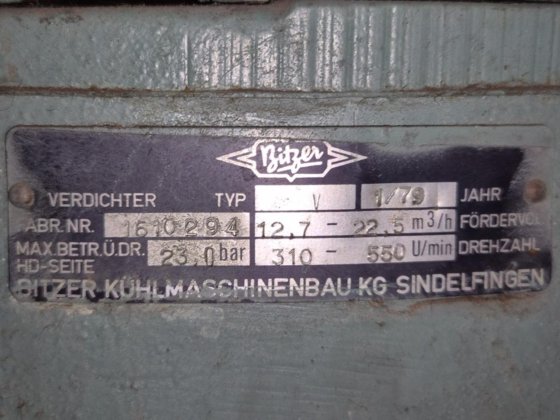 Bitzer
VERDICHTER TYP V 1/79 JAHR
ABR. NR. 1610294 12,7 - 22,5 m3/h FÖRDERVOL
MAX.BETR.Ü.DR. 23,0 bar 310 - 550 U/min DREHZAHL
HD-SEITE
BITZER KÜHLMASCHINENBAU KG SINDELFINGEN